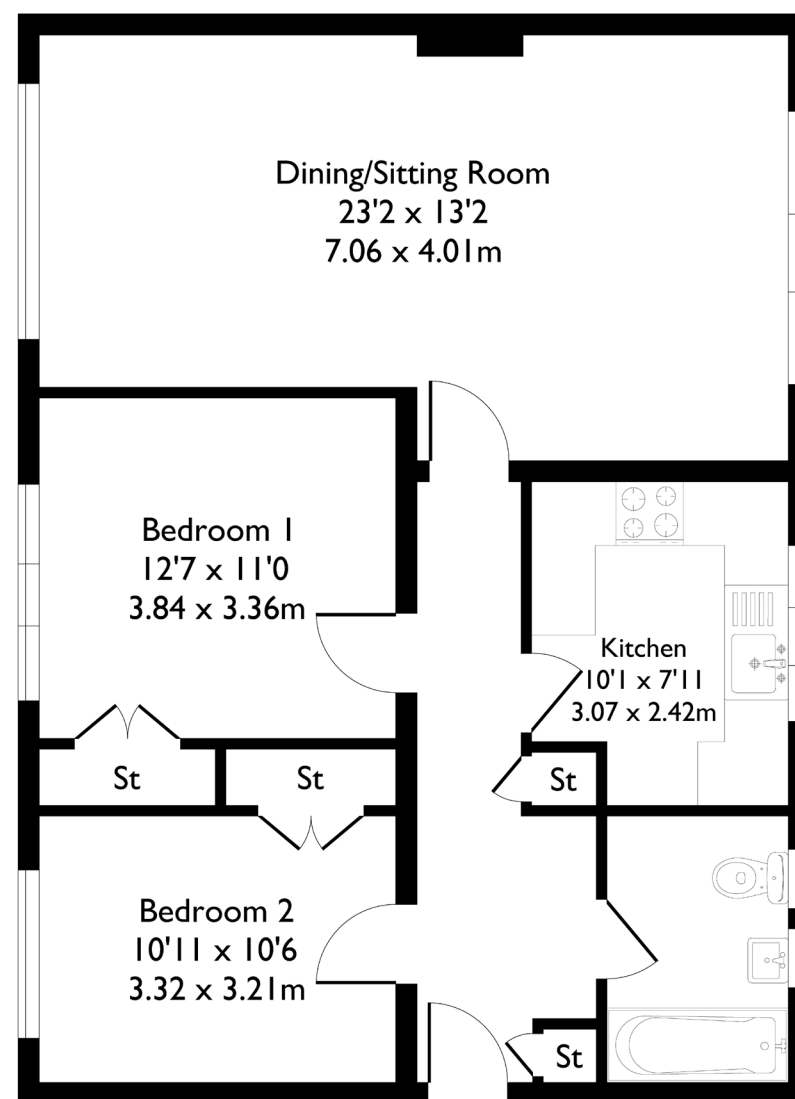 Dining/Sitting Room
23'2 x 13'2
7.06 x 4.01m
Bedroom 1
12'7 x 11'0
3.84 x 3.36m
Kitchen
10'1 x 7'11
3.07 x 2.42m
St
St
St
Bedroom 2
10'11 x 10'6
3.32 x 3.21m
St